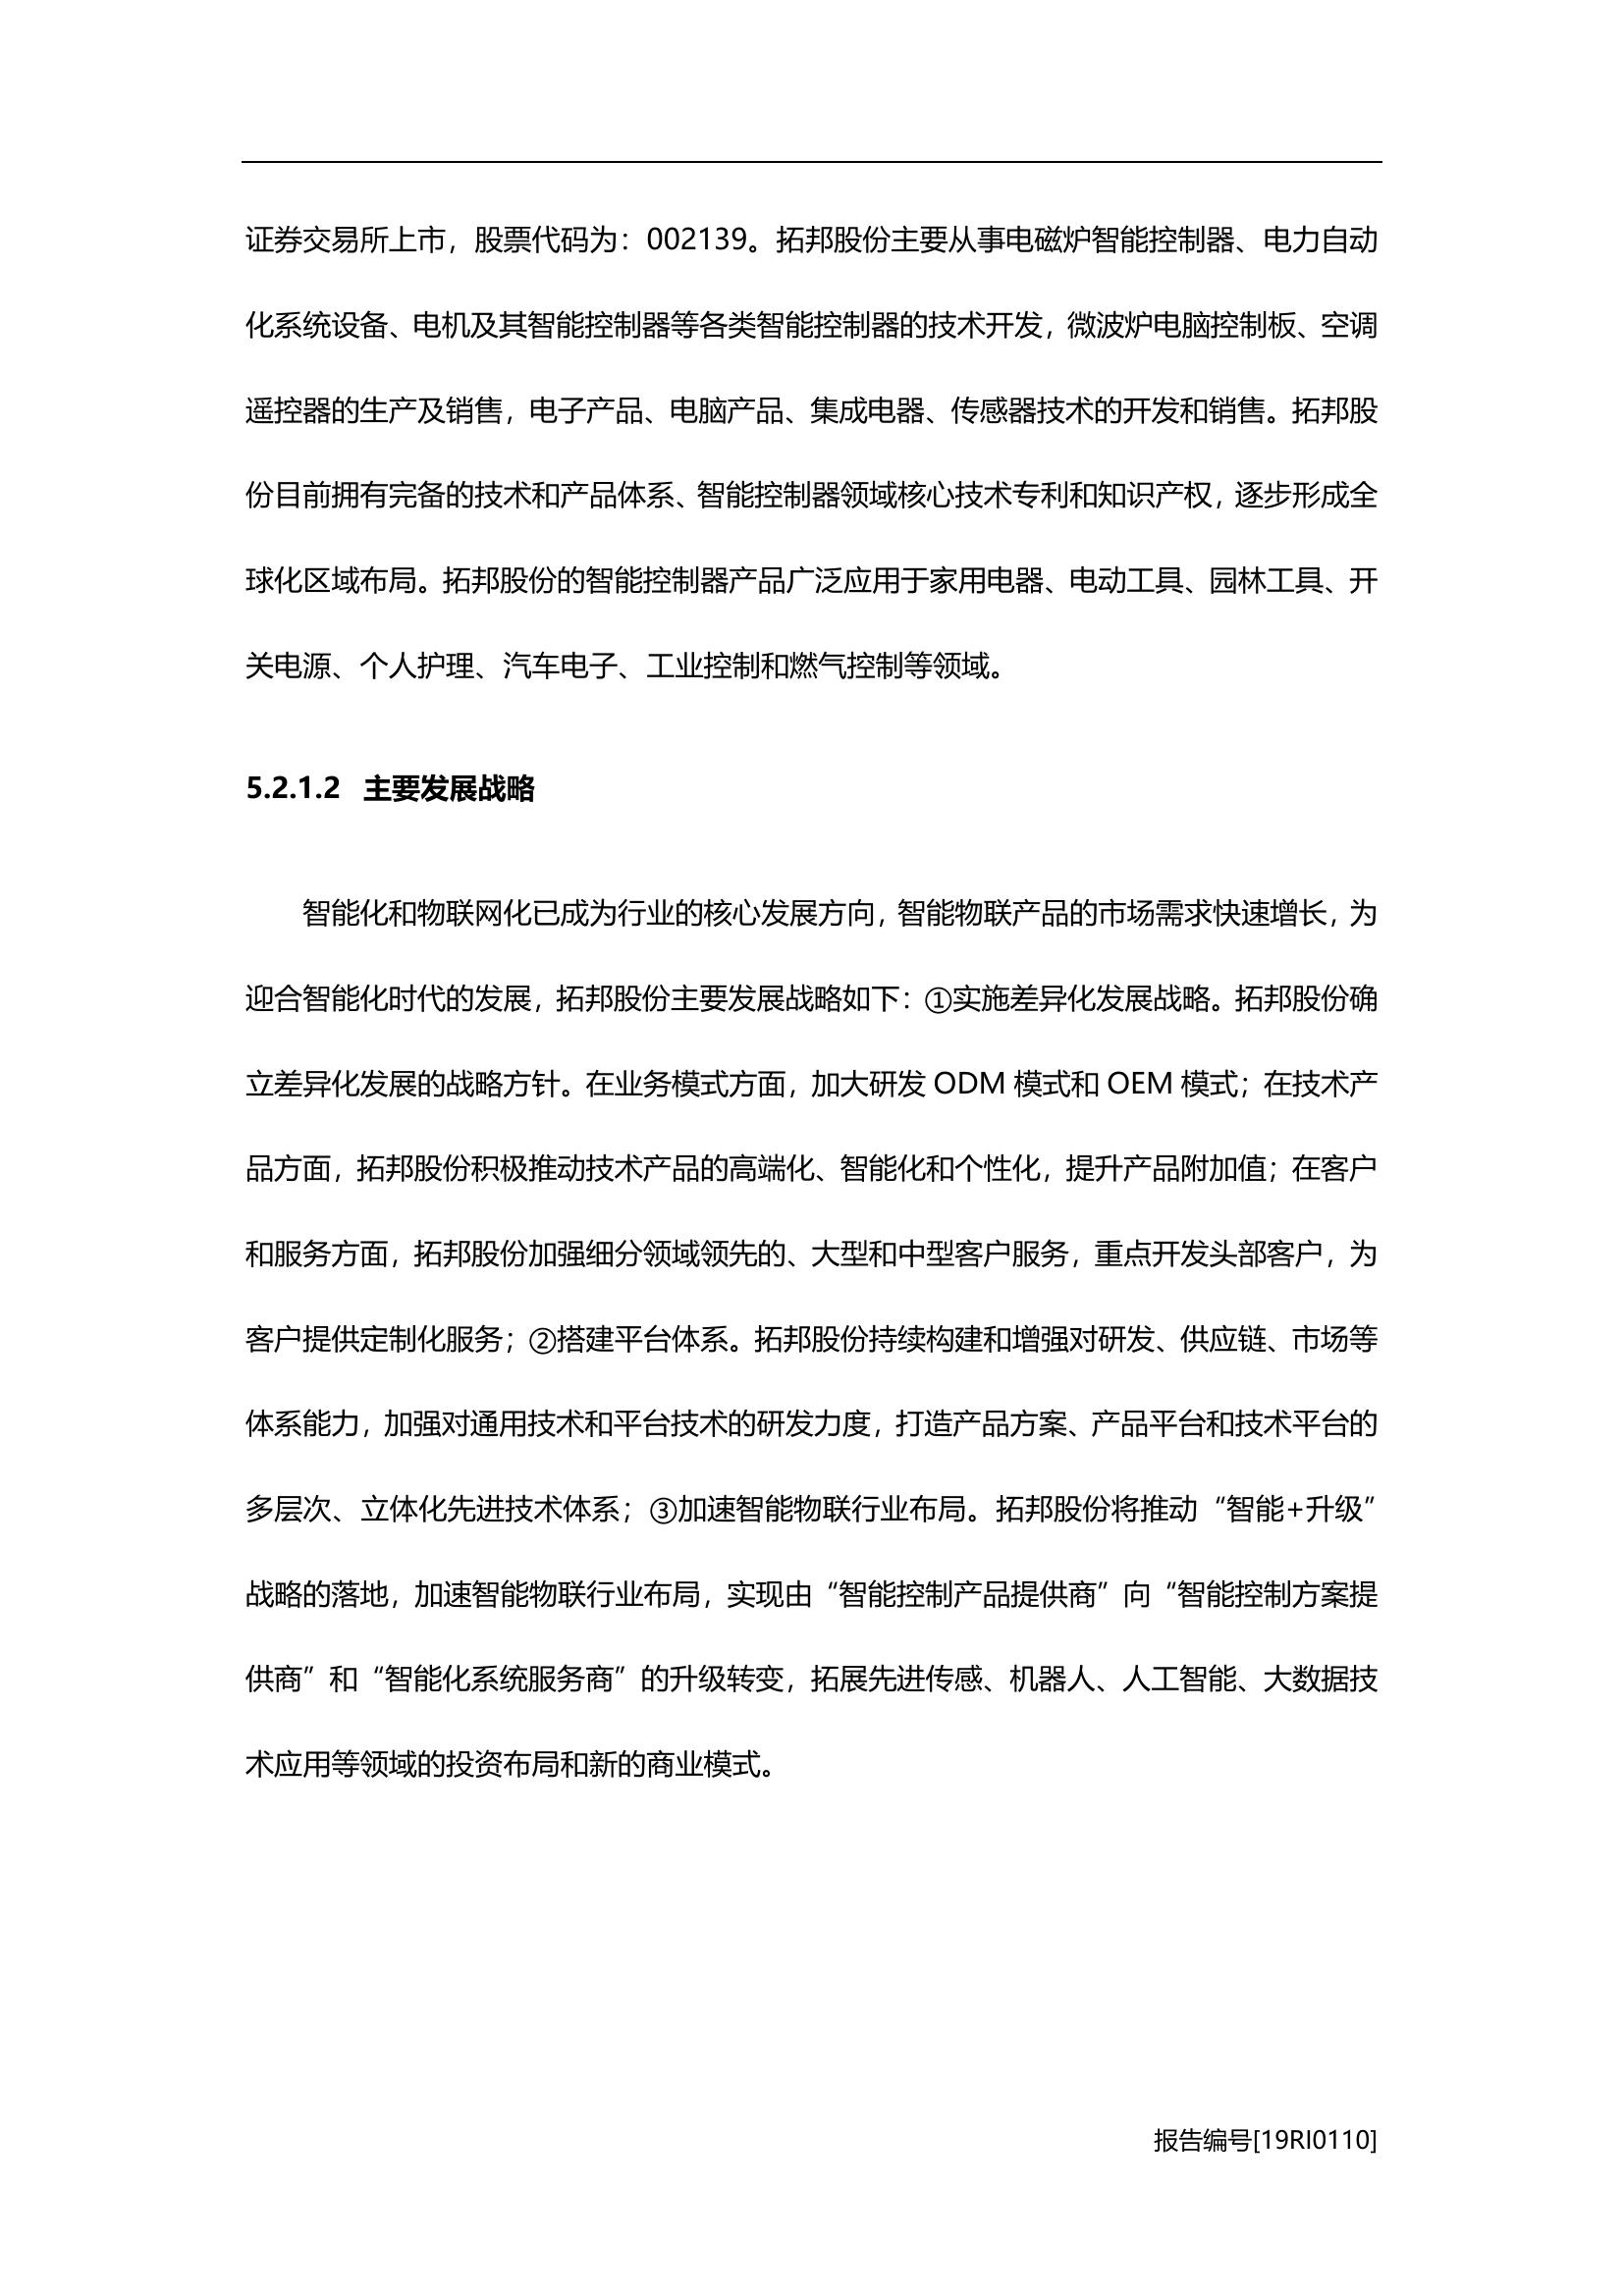 证券交易所上市，股票代码为：002139。拓邦股份主要从事电磁炉智能控制器、电力自动
化系统设备、电机及其智能控制器等各类智能控制器的技术开发，微波炉电脑控制板、空调
遥控器的生产及销售，电子产品、电脑产品、集成电器、传感器技术的开发和销售。拓邦股
份目前拥有完备的技术和产品体系、智能控制器领域核心技术专利和知识产权，逐步形成全
球化区域布局。拓邦股份的智能控制器产品广泛应用于家用电器、电动工具、园林工具、开
关电源、个人护理、汽车电子、工业控制和燃气控制等领域。
5.2.1.2 主要发展战略
智能化和物联网化已成为行业的核心发展方向，智能物联产品的市场需求快速增长，为
迎合智能化时代的发展，拓邦股份主要发展战略如下：①实施差异化发展战略。拓邦股份确
立差异化发展的战略方针。在业务模式方面，加大研发 ODM 模式和 OEM 模式；在技术产
品方面，拓邦股份积极推动技术产品的高端化、智能化和个性化，提升产品附加值；在客户
和服务方面，拓邦股份加强细分领域领先的、大型和中型客户服务，重点开发头部客户，为
客户提供定制化服务；②搭建平台体系。拓邦股份持续构建和增强对研发、供应链、市场等
体系能力，加强对通用技术和平台技术的研发力度，打造产品方案、产品平台和技术平台的
多层次、立体化先进技术体系；③加速智能物联行业布局。拓邦股份将推动“智能+升级”
战略的落地，加速智能物联行业布局，实现由“智能控制产品提供商”向“智能控制方案提
供商”和“智能化系统服务商”的升级转变，拓展先进传感、机器人、人工智能、大数据技
术应用等领域的投资布局和新的商业模式。
报告编号[19RI0110]